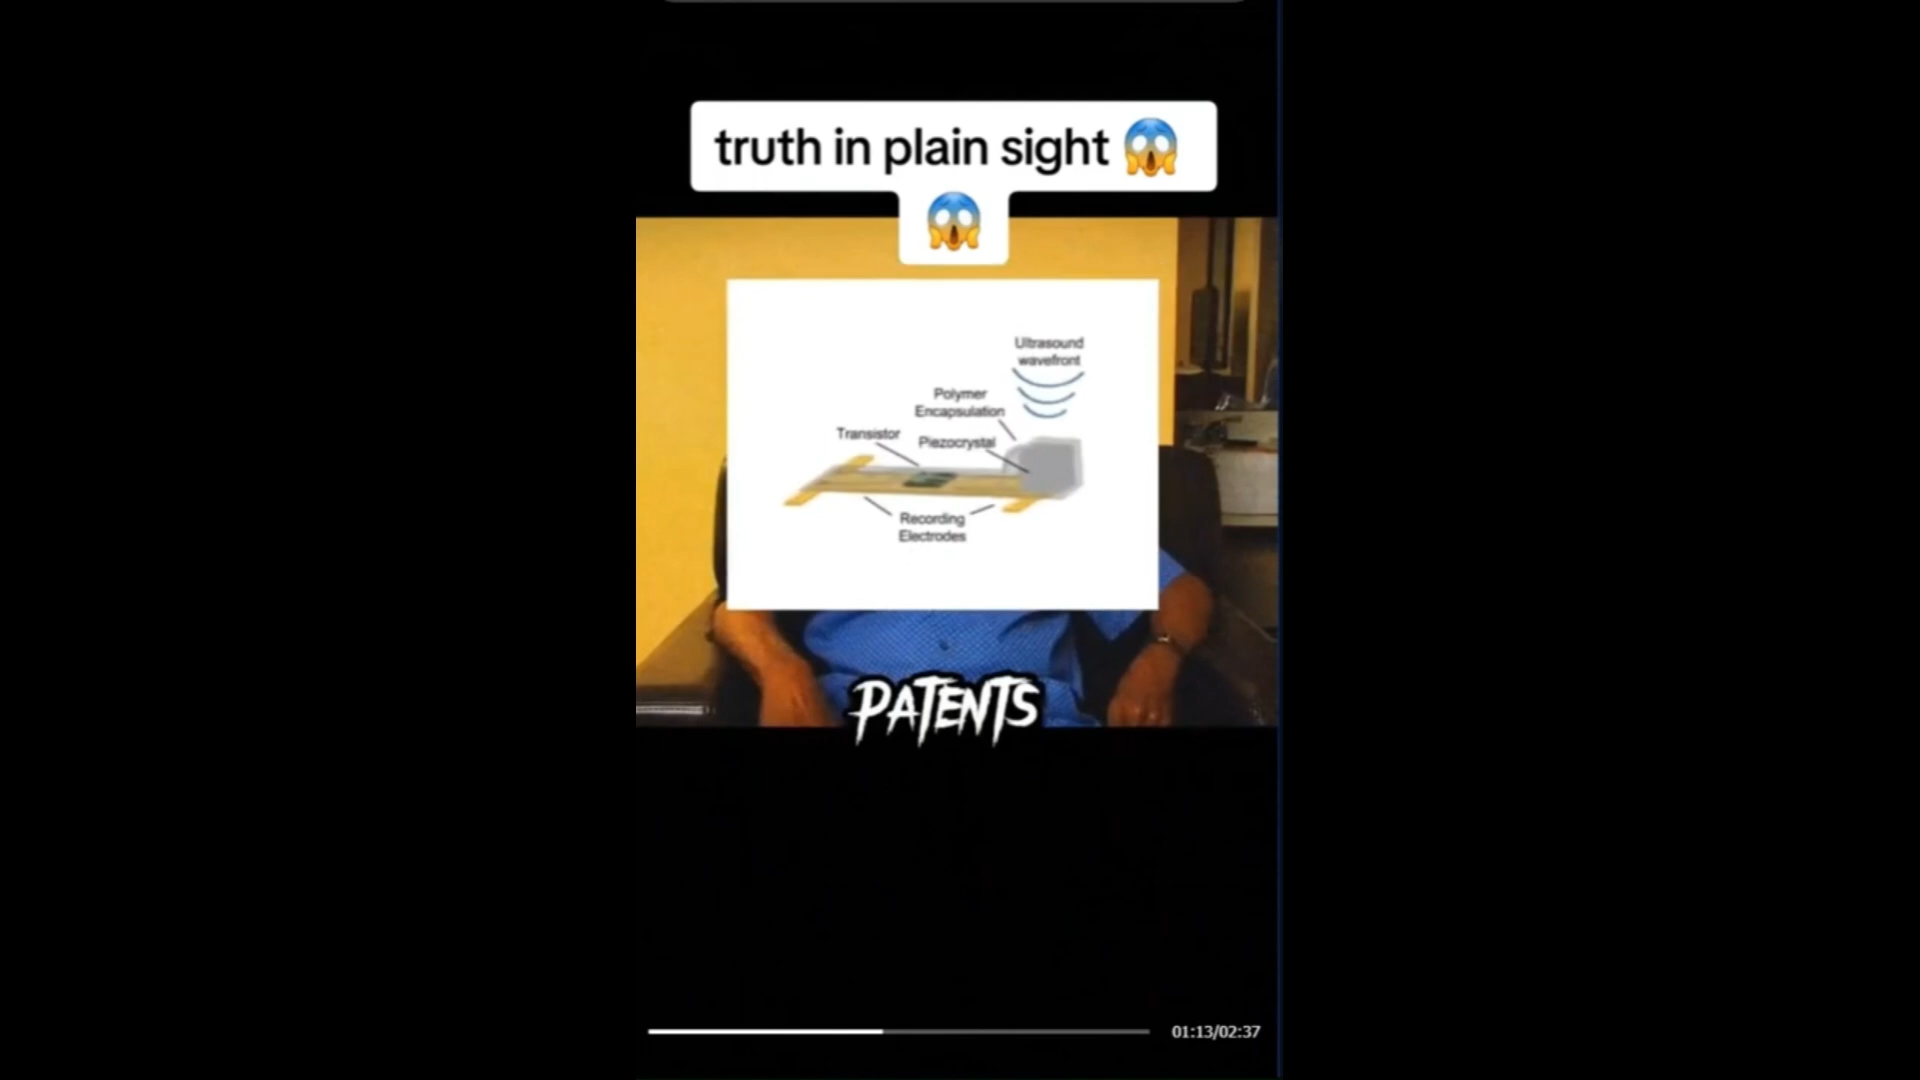 truth in plain sight 😱
😱
Ultrasound
wavefront
Polymer
Encapsulation
Transistor
Piezocrystal
Recording
Electrodes
PATENTS
01:13/02:37